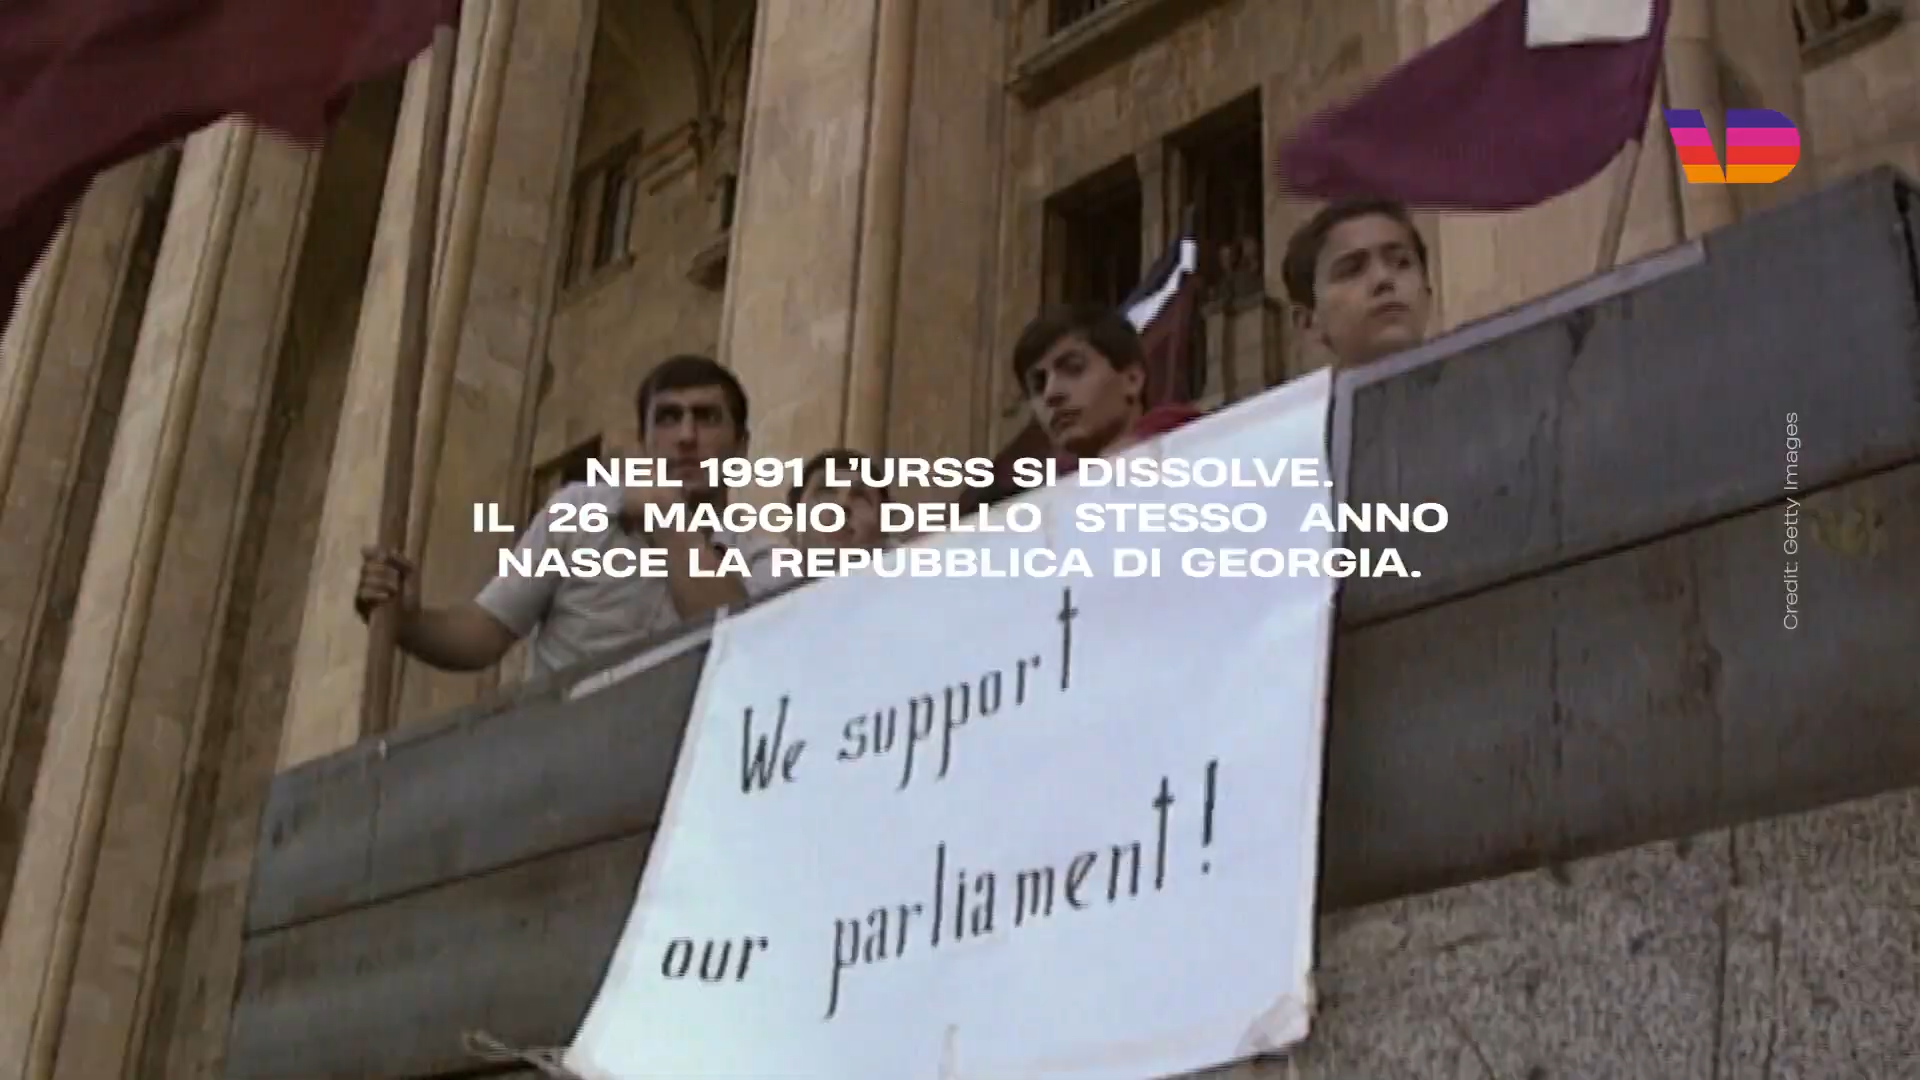 NEL 1991 L'URSS SI DISSOLVE.
IL 26 MAGGIO DELLO STESSO ANNO
NASCE LA REPUBBLICA DI GEORGIA.
We support
our parliament!
Credit: Getty Images
VD